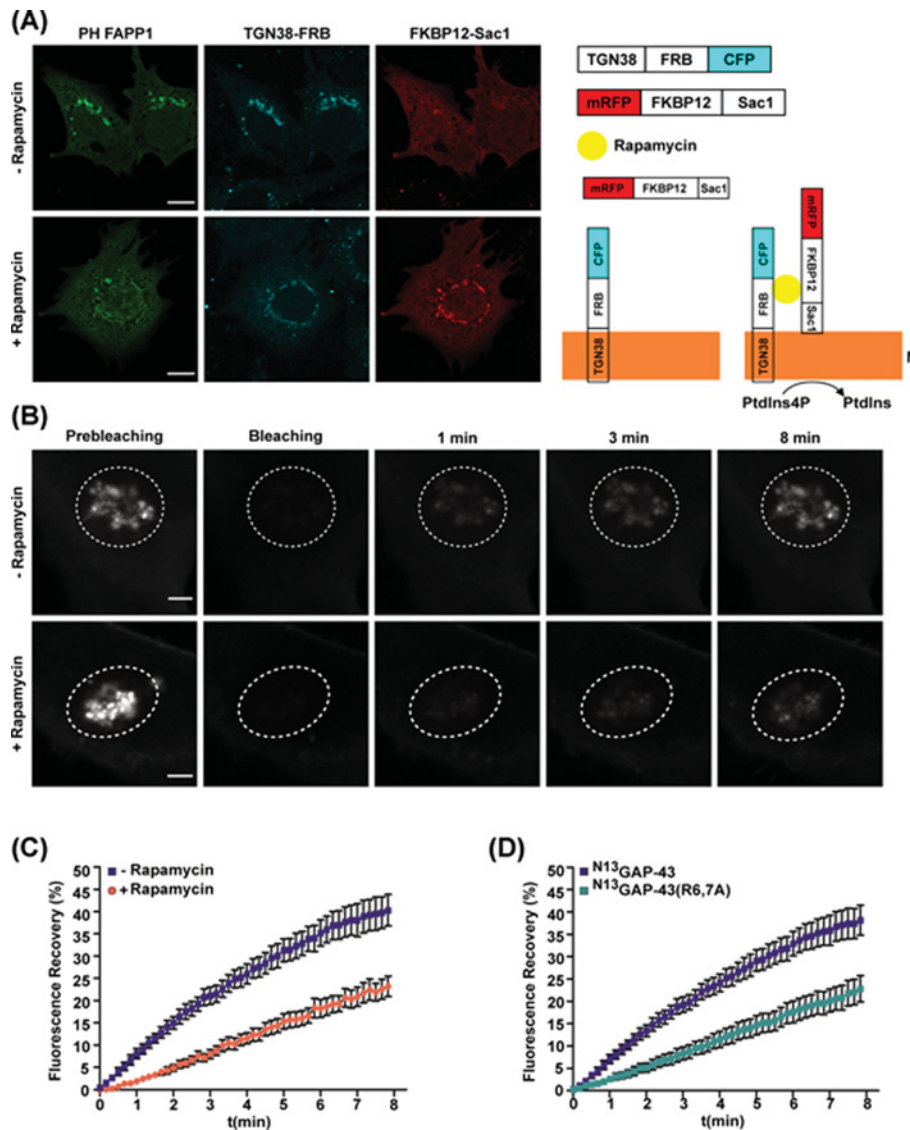 (A)
PH FAPP1 TGN38-FRB FKBP12-Sac1
- Rapamycin
+ Rapamycin
TGN38 FRB CFP
mRFP FKBP12 Sac1
Rapamycin
mRFP FKBP12 Sac1
CFP FRB TGN38
CFP FRB TGN38
mRFP FKBP12 Sac1
PtdIns4P PtdIns
(B)
Prebleaching Bleaching 1 min 3 min 8 min
- Rapamycin
+ Rapamycin
(C)
- Rapamycin
+ Rapamycin
Fluorescence Recovery (%)
50
45
40
35
30
25
20
15
10
5
0
0 1 2 3 4 5 6 7 8
t(min)
(D)
N13GAP-43
N13GAP-43(R6,7A)
Fluorescence Recovery (%)
50
45
40
35
30
25
20
15
10
5
0
0 1 2 3 4 5 6 7 8
t(min)